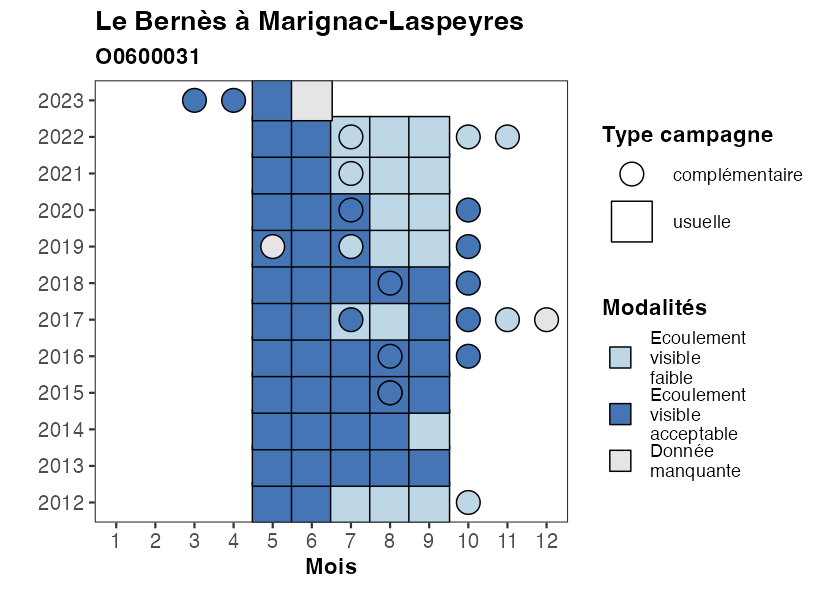 Le Bernès à Marignac-Laspeyres
O0600031
2023
2022
2021
2020
2019
2018
2017
2016
2015
2014
2013
2012
1 2 3 4 5 6 7 8 9 10 11 12
Mois
Type campagne
complémentaire
usuelle
Modalités
Ecoulement
visible
faible
Ecoulement
visible
acceptable
Donnée
manquante